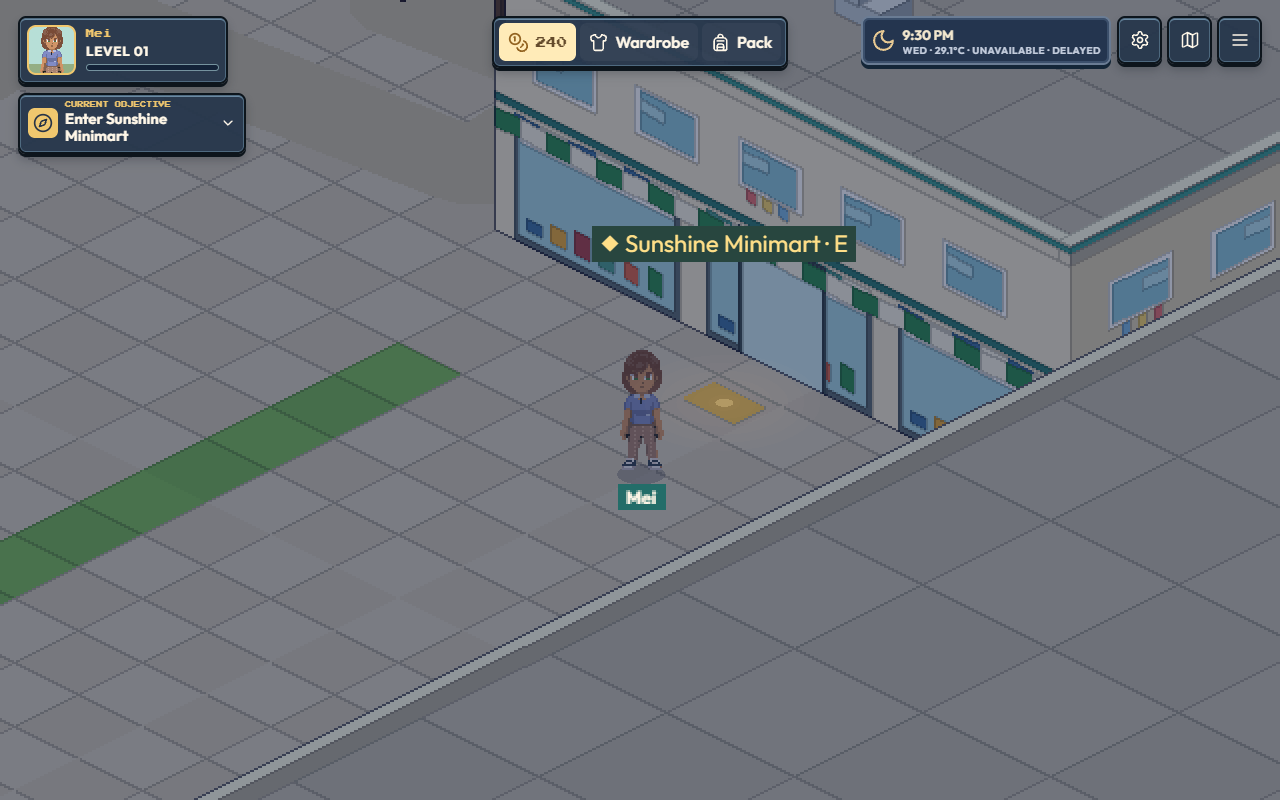 Mei
LEVEL 01
CURRENT OBJECTIVE
Enter Sunshine
Minimart
240
Wardrobe
Pack
9:30 PM
WED · 29.1°C · UNAVAILABLE · DELAYED
◆ Sunshine Minimart · E
Mei